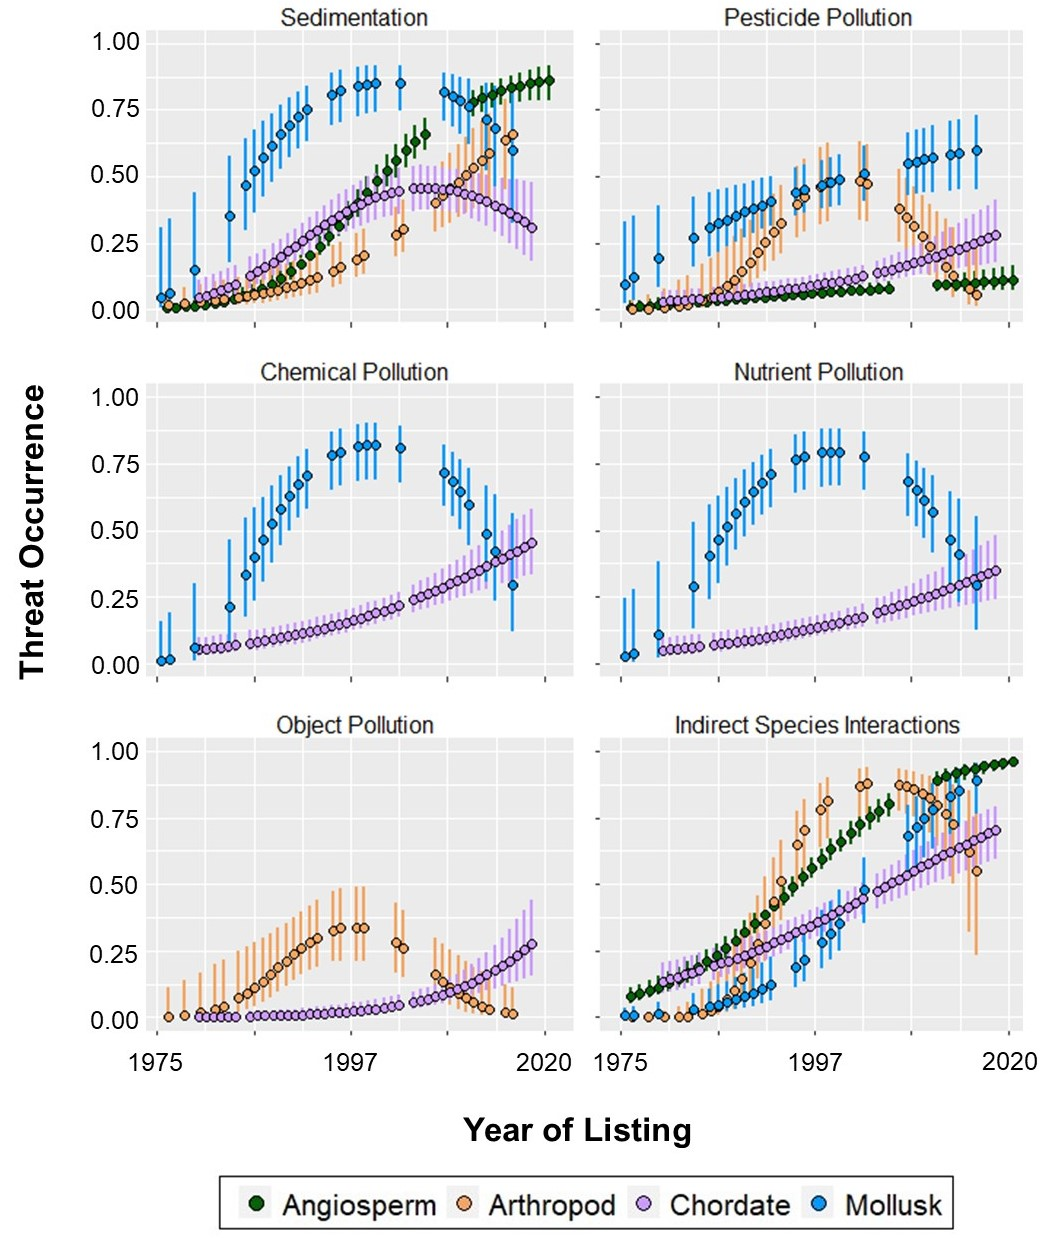 Sedimentation Pesticide Pollution
1.00
0.75
0.50
0.25
0.00
Chemical Pollution Nutrient Pollution
1.00
0.75
0.50
0.25
0.00
Threat Occurrence
Object Pollution Indirect Species Interactions
1.00
0.75
0.50
0.25
0.00
1975 1997 2020 1975 1997 2020
Year of Listing
Angiosperm Arthropod Chordate Mollusk